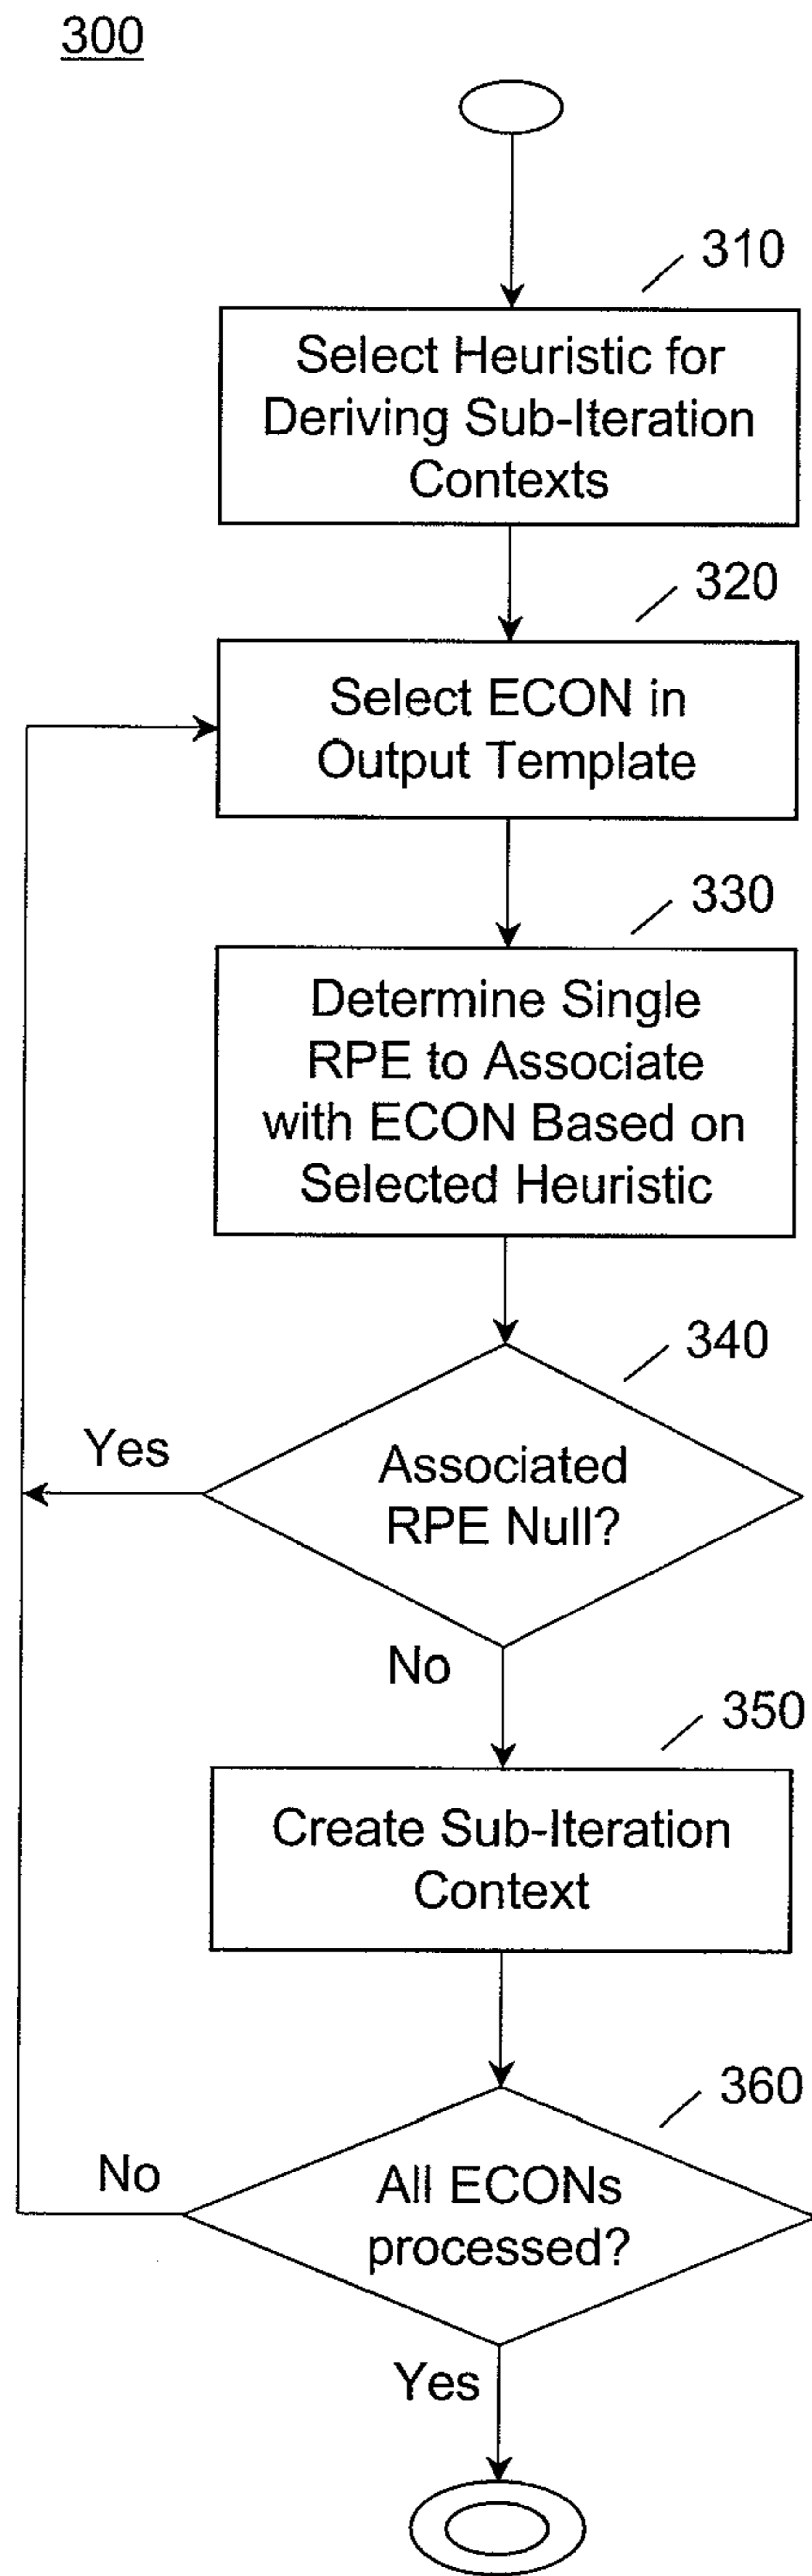 300
310
Select Heuristic for
Deriving Sub-Iteration
Contexts
320
Select ECON in
Output Template
330
Determine Single
RPE to Associate
with ECON Based on
Selected Heuristic
340
Yes
Associated
RPE Null?
No
350
Create Sub-Iteration
Context
360
No
All ECONs
processed?
Yes